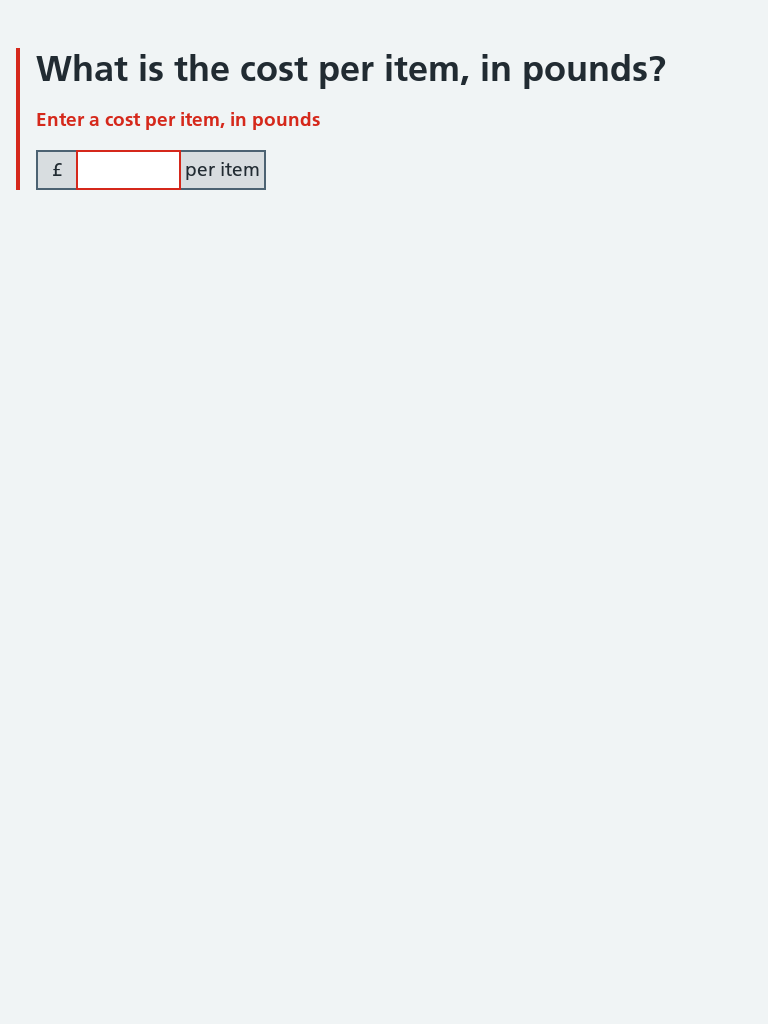 What is the cost per item, in pounds?
Enter a cost per item, in pounds
£ per item